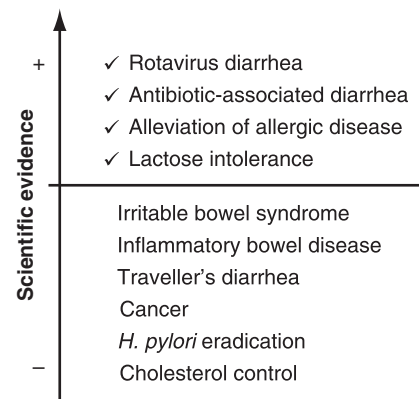 Scientific evidence
+
✓ Rotavirus diarrhea
✓ Antibiotic-associated diarrhea
✓ Alleviation of allergic disease
✓ Lactose intolerance
Irritable bowel syndrome
Inflammatory bowel disease
Traveller's diarrhea
Cancer
H. pylori eradication
–
Cholesterol control